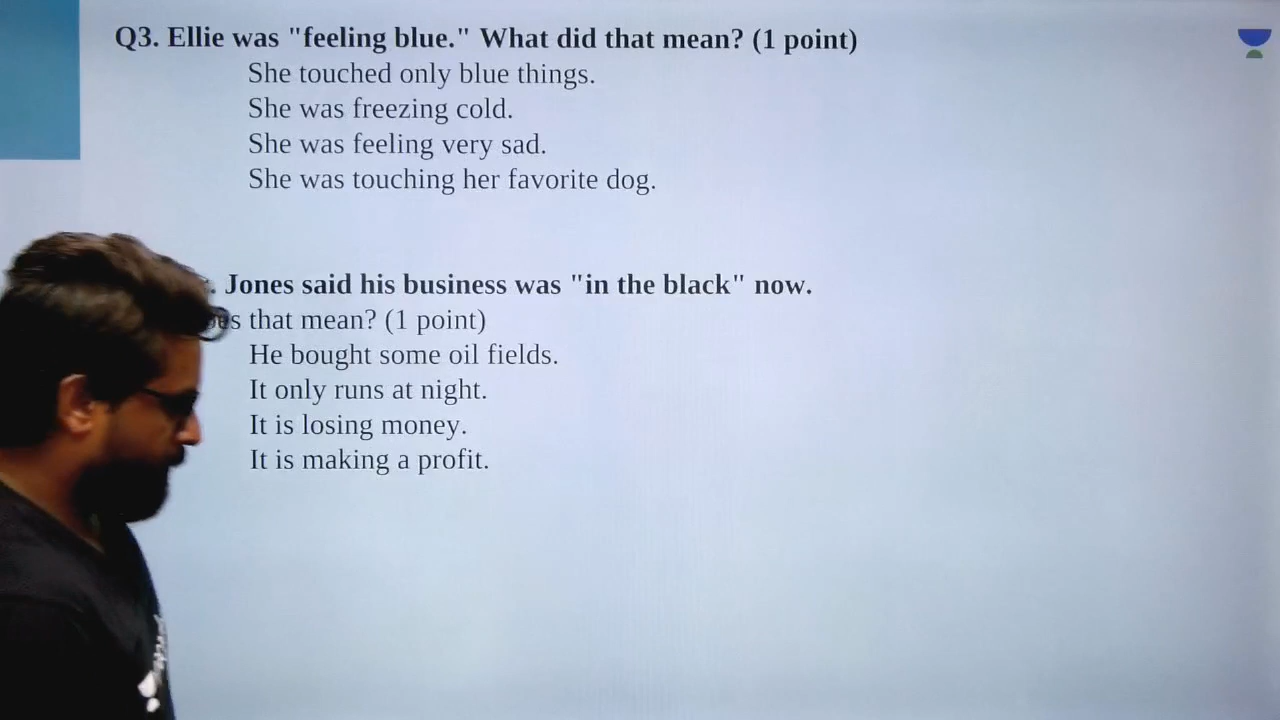 Q3. Ellie was "feeling blue." What did that mean? (1 point)
She touched only blue things.
She was freezing cold.
She was feeling very sad.
She was touching her favorite dog.
. Jones said his business was "in the black" now.
that mean? (1 point)
He bought some oil fields.
It only runs at night.
It is losing money.
It is making a profit.